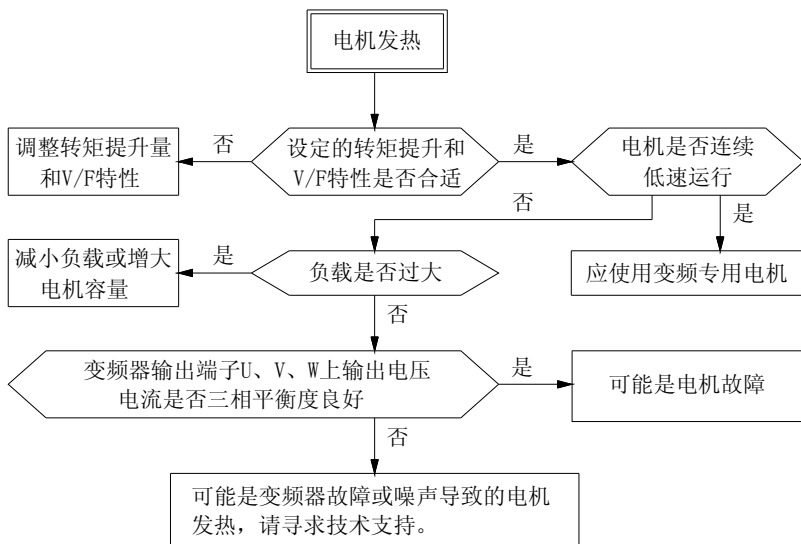 电机发热
否
是
调整转矩提升量
和V/F特性
设定的转矩提升和
V/F特性是否合适
电机是否连续
低速运行
否
是
减小负载或增大
电机容量
是
负载是否过大
应使用变频专用电机
否
变频器输出端子U、V、W上输出电压
电流是否三相平衡度良好
是
可能是电机故障
否
可能是变频器故障或噪声导致的电机
发热，请寻求技术支持。